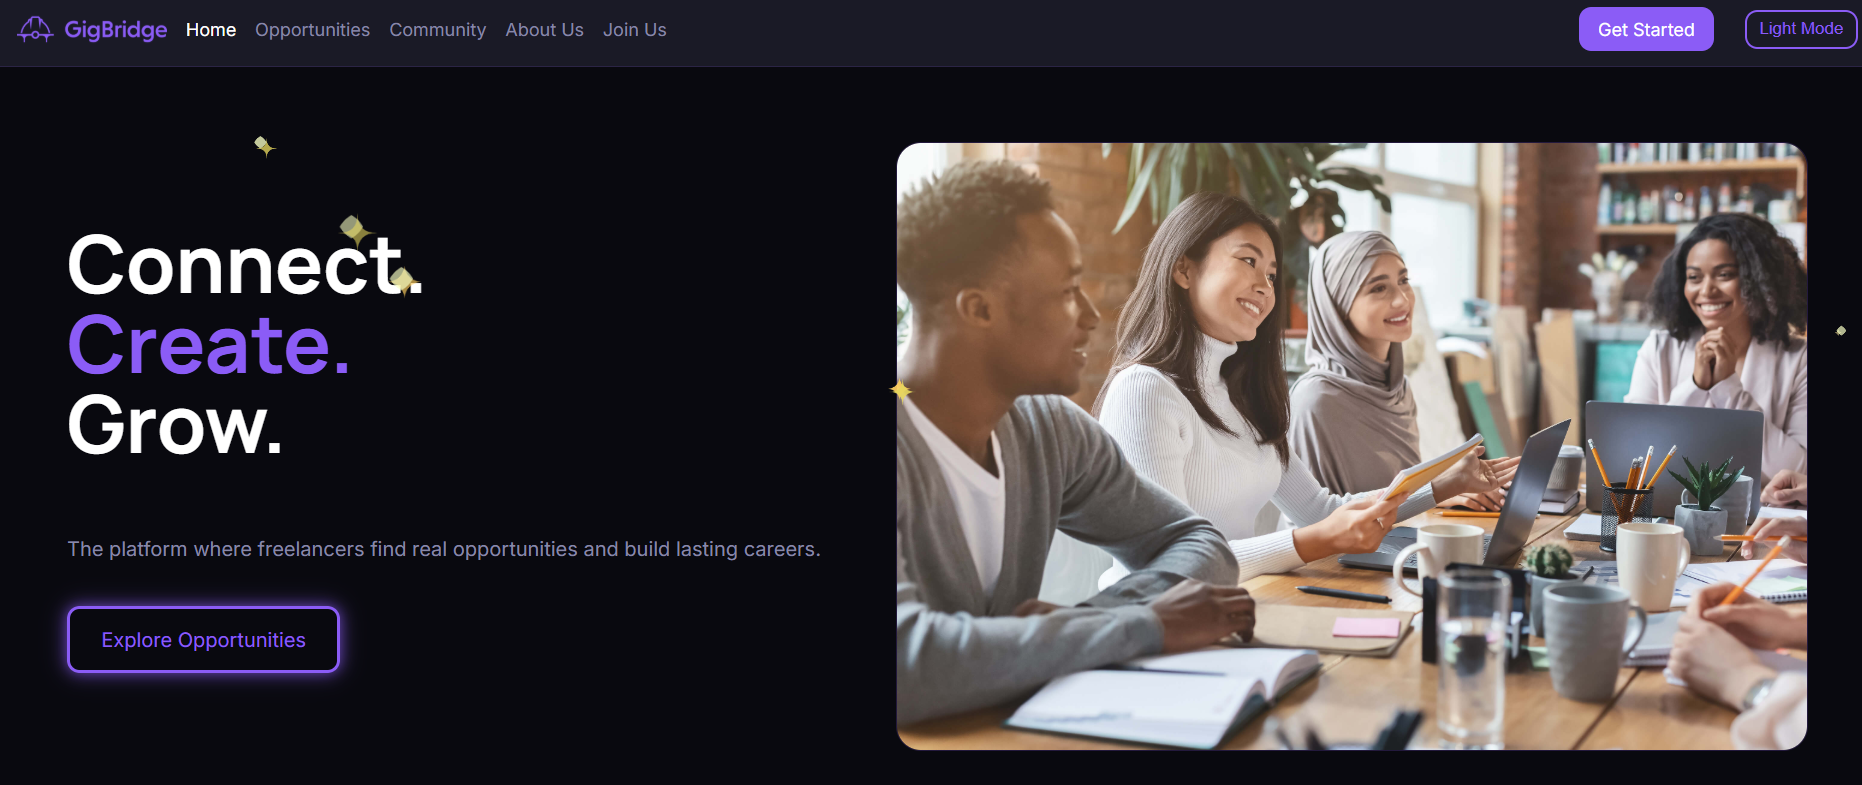 GigBridge Home Opportunities Community About Us Join Us Get Started Light Mode
Connect.
Create.
Grow.
The platform where freelancers find real opportunities and build lasting careers.
Explore Opportunities